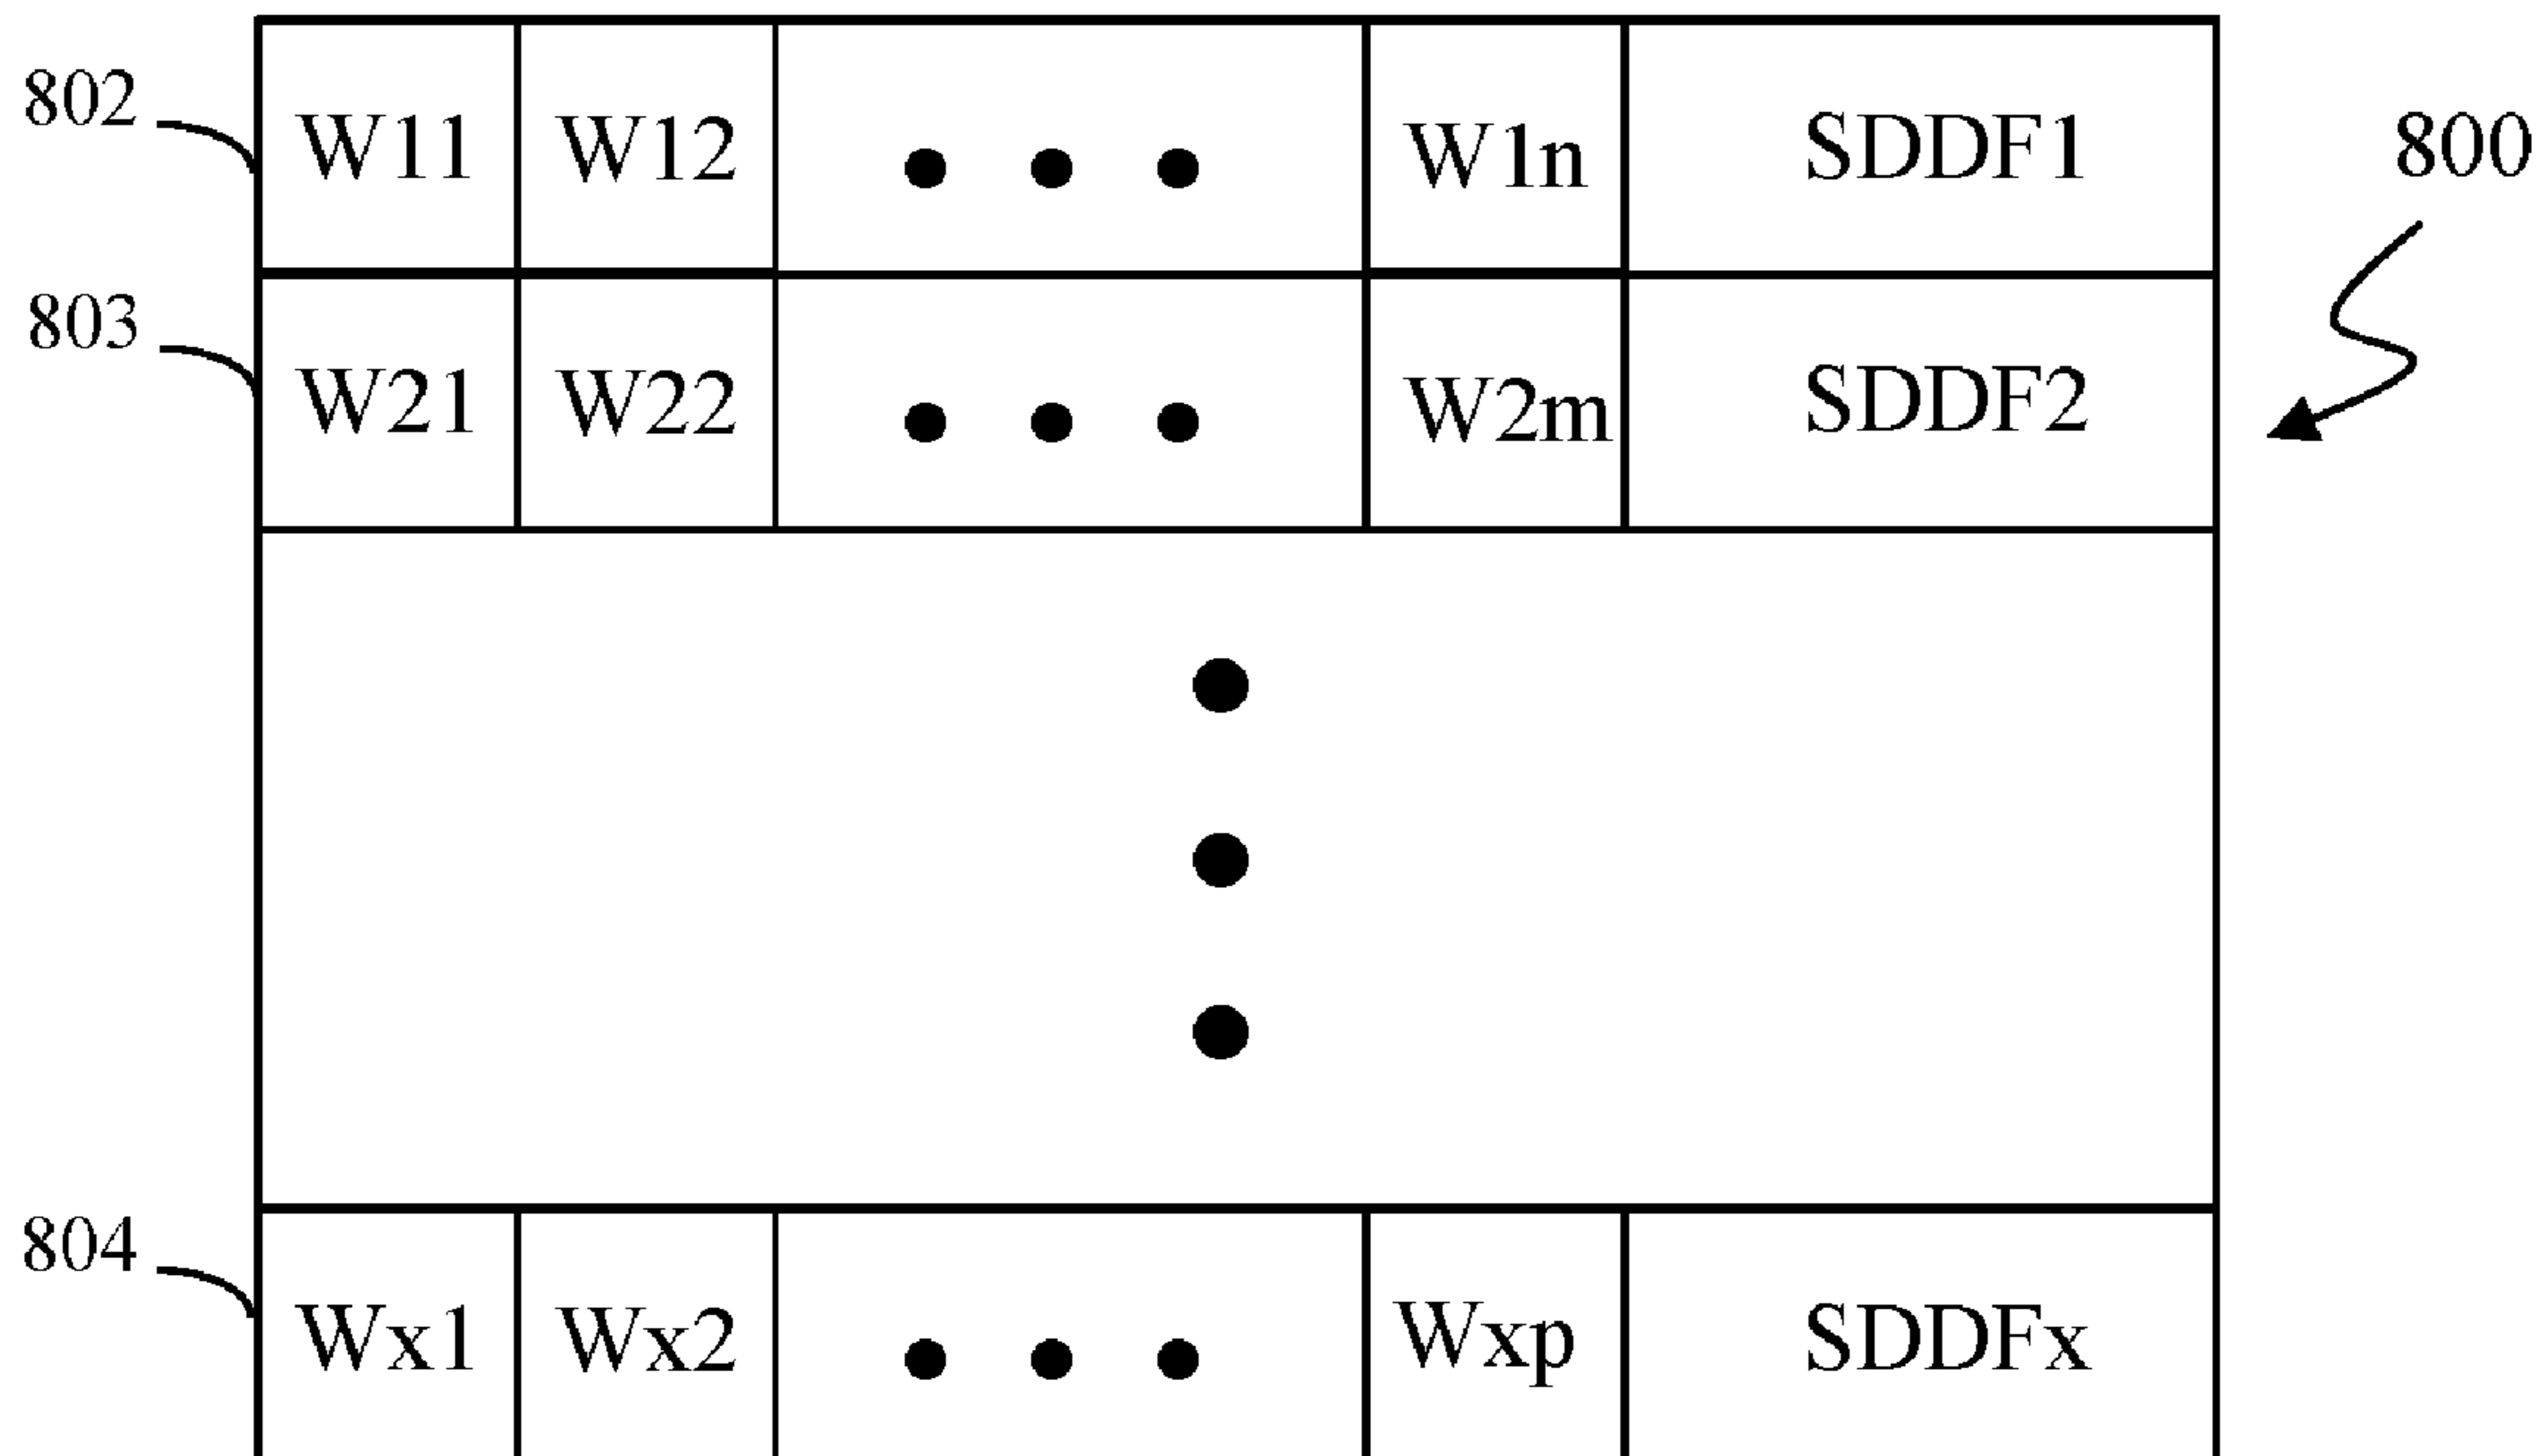 802 W11 W12 • • • W1n SDDF1 800
803 W21 W22 • • • W2m SDDF2
804 Wx1 Wx2 • • • Wxp SDDFx